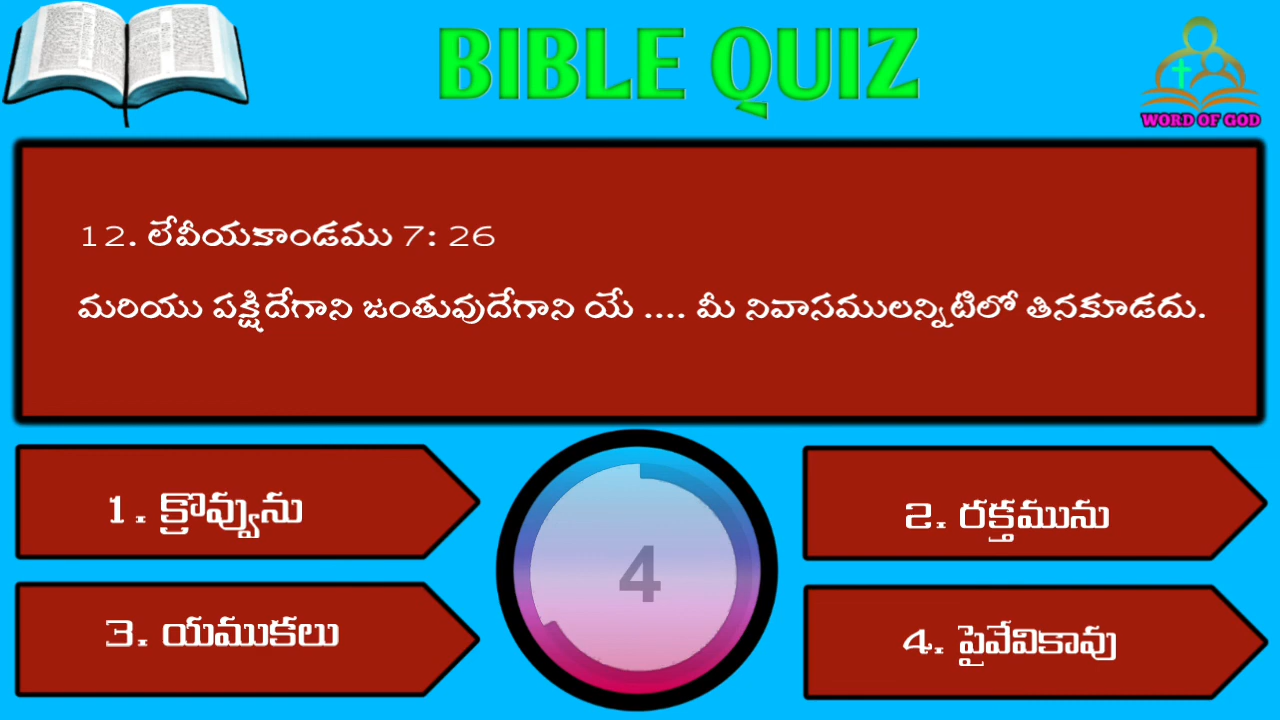 BIBLE QUIZ
WORD OF GOD
12. లేవీయకాండము 7: 26
మరియు పక్షిదేగాని జంతువుదేగాని యే .... మీ నివాసములన్నిటిలో తినకూడదు.
1. క్రొవ్వును
2. రక్తమును
4
3. యముకలు
4. పైవేవికావు